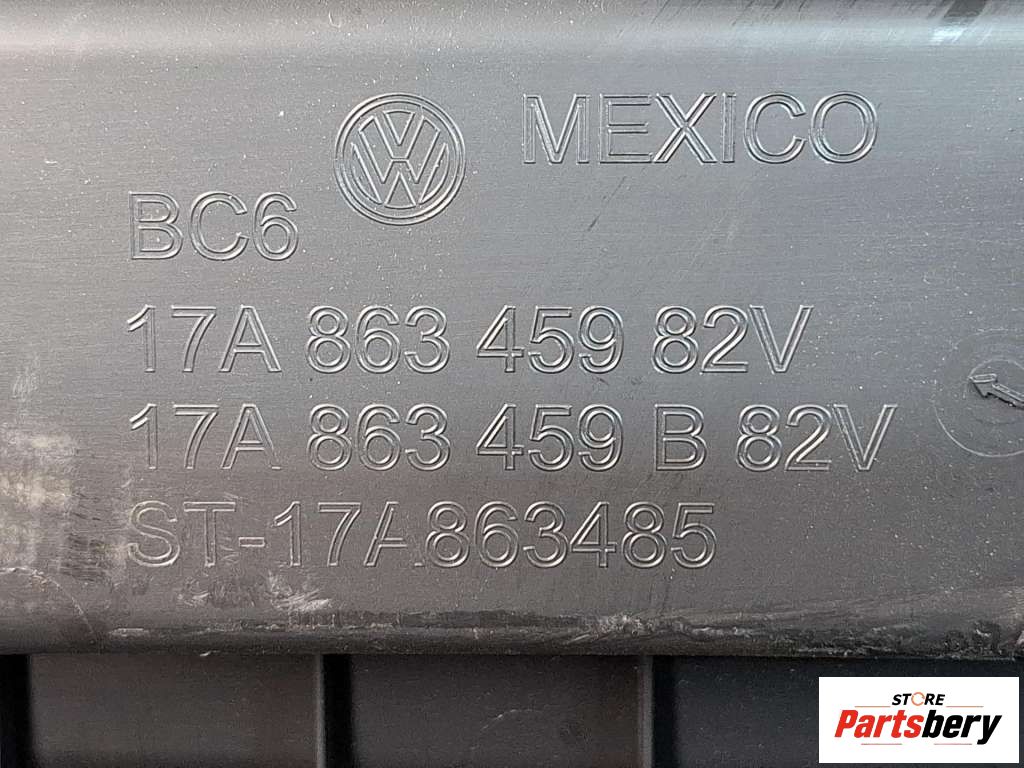 MEXICO
BC6
17A 863 459 82V
17A 863 459 B 82V
ST-17A863485
STORE
Partsbery